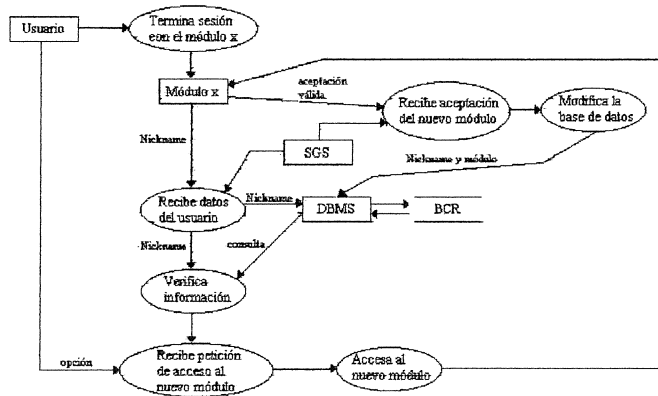 Usuario
Termina sesión
con el módulo x
Módulo x
aceptación
válida
Recibe aceptación
del nuevo módulo
Modifica la
base de datos
Nickname
SGS
Nickname y módulo
Recibe datos
del usuario
Nickname
DBMS
BCR
Nickname
consulta
Verifica
información
opción
Recibe petición
de acceso al
nuevo módulo
Accesa al
nuevo módulo